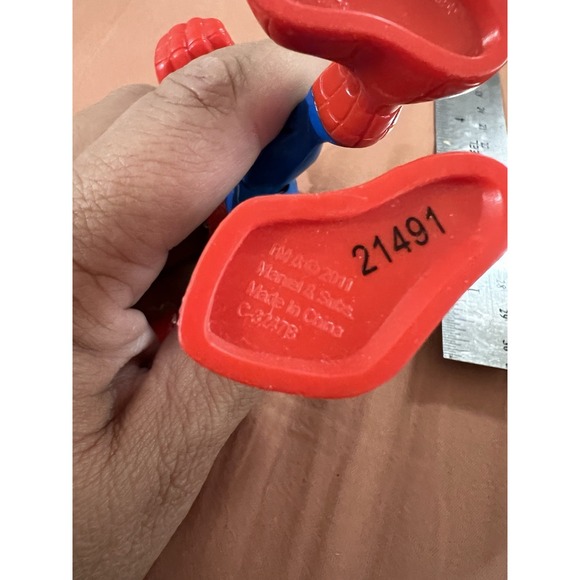 21491
TM & © 2011
Marvel & Subs.
Made in China